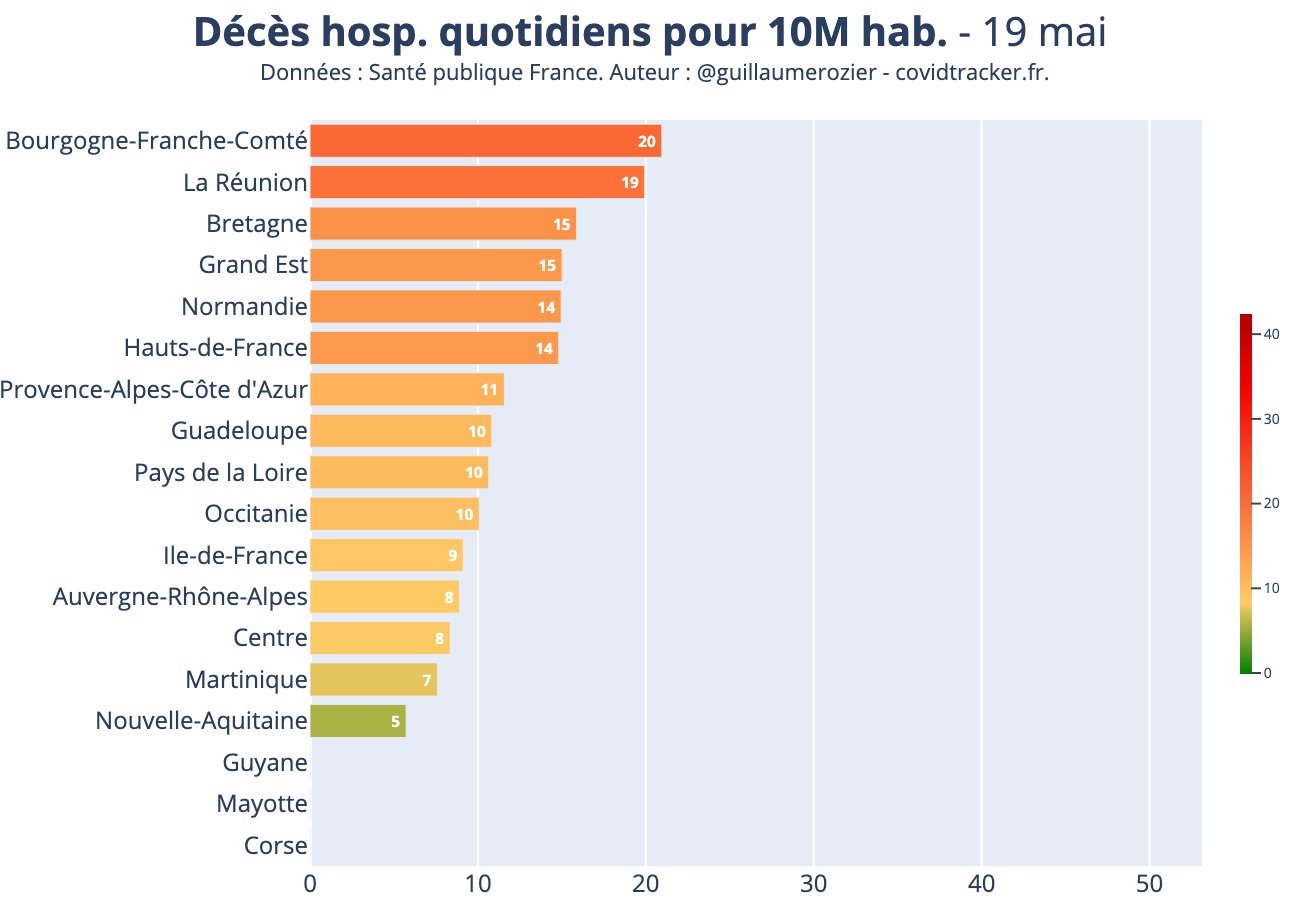 Décès hosp. quotidiens pour 10M hab. - 19 mai
Données : Santé publique France. Auteur : @guillaumerozier - covidtracker.fr.
Bourgogne-Franche-Comté 20
La Réunion 19
Bretagne 15
Grand Est 15
Normandie 14
Hauts-de-France 14
Provence-Alpes-Côte d'Azur 11
Guadeloupe 10
Pays de la Loire 10
Occitanie 10
Ile-de-France 9
Auvergne-Rhône-Alpes 8
Centre 8
Martinique 7
Nouvelle-Aquitaine 5
Guyane
Mayotte
Corse
0 10 20 30 40 50
40
30
20
10
0